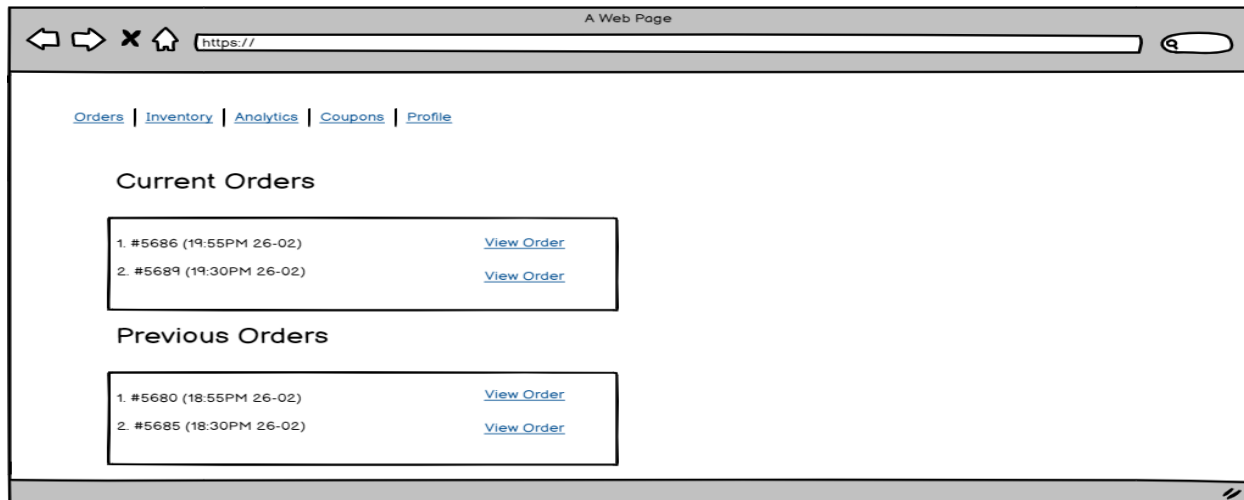 A Web Page
https://
Orders | Inventory | Analytics | Coupons | Profile
Current Orders
1. #5686 (19:55PM 26-02) View Order
2. #5689 (19:30PM 26-02) View Order
Previous Orders
1. #5680 (18:55PM 26-02) View Order
2. #5685 (18:30PM 26-02) View Order